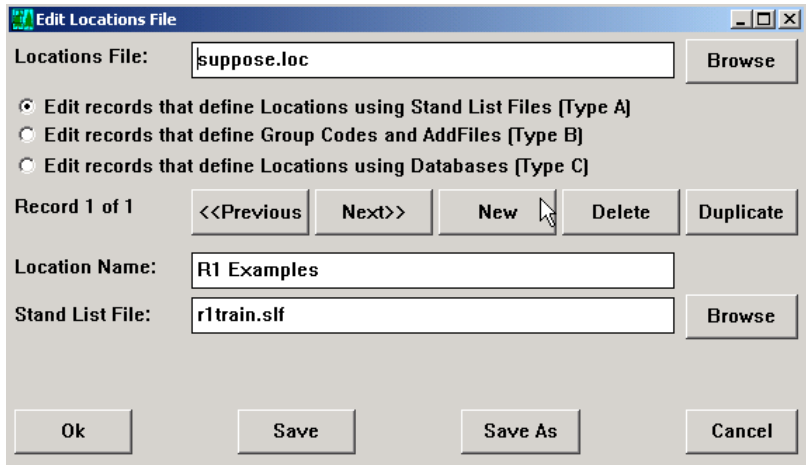 Edit Locations File
Locations File: suppose.loc Browse
Edit records that define Locations using Stand List Files (Type A)
Edit records that define Group Codes and AddFiles (Type B)
Edit records that define Locations using Databases (Type C)
Record 1 of 1 <<Previous Next>> New Delete Duplicate
Location Name: R1 Examples
Stand List File: r1train.slf Browse
Ok Save Save As Cancel